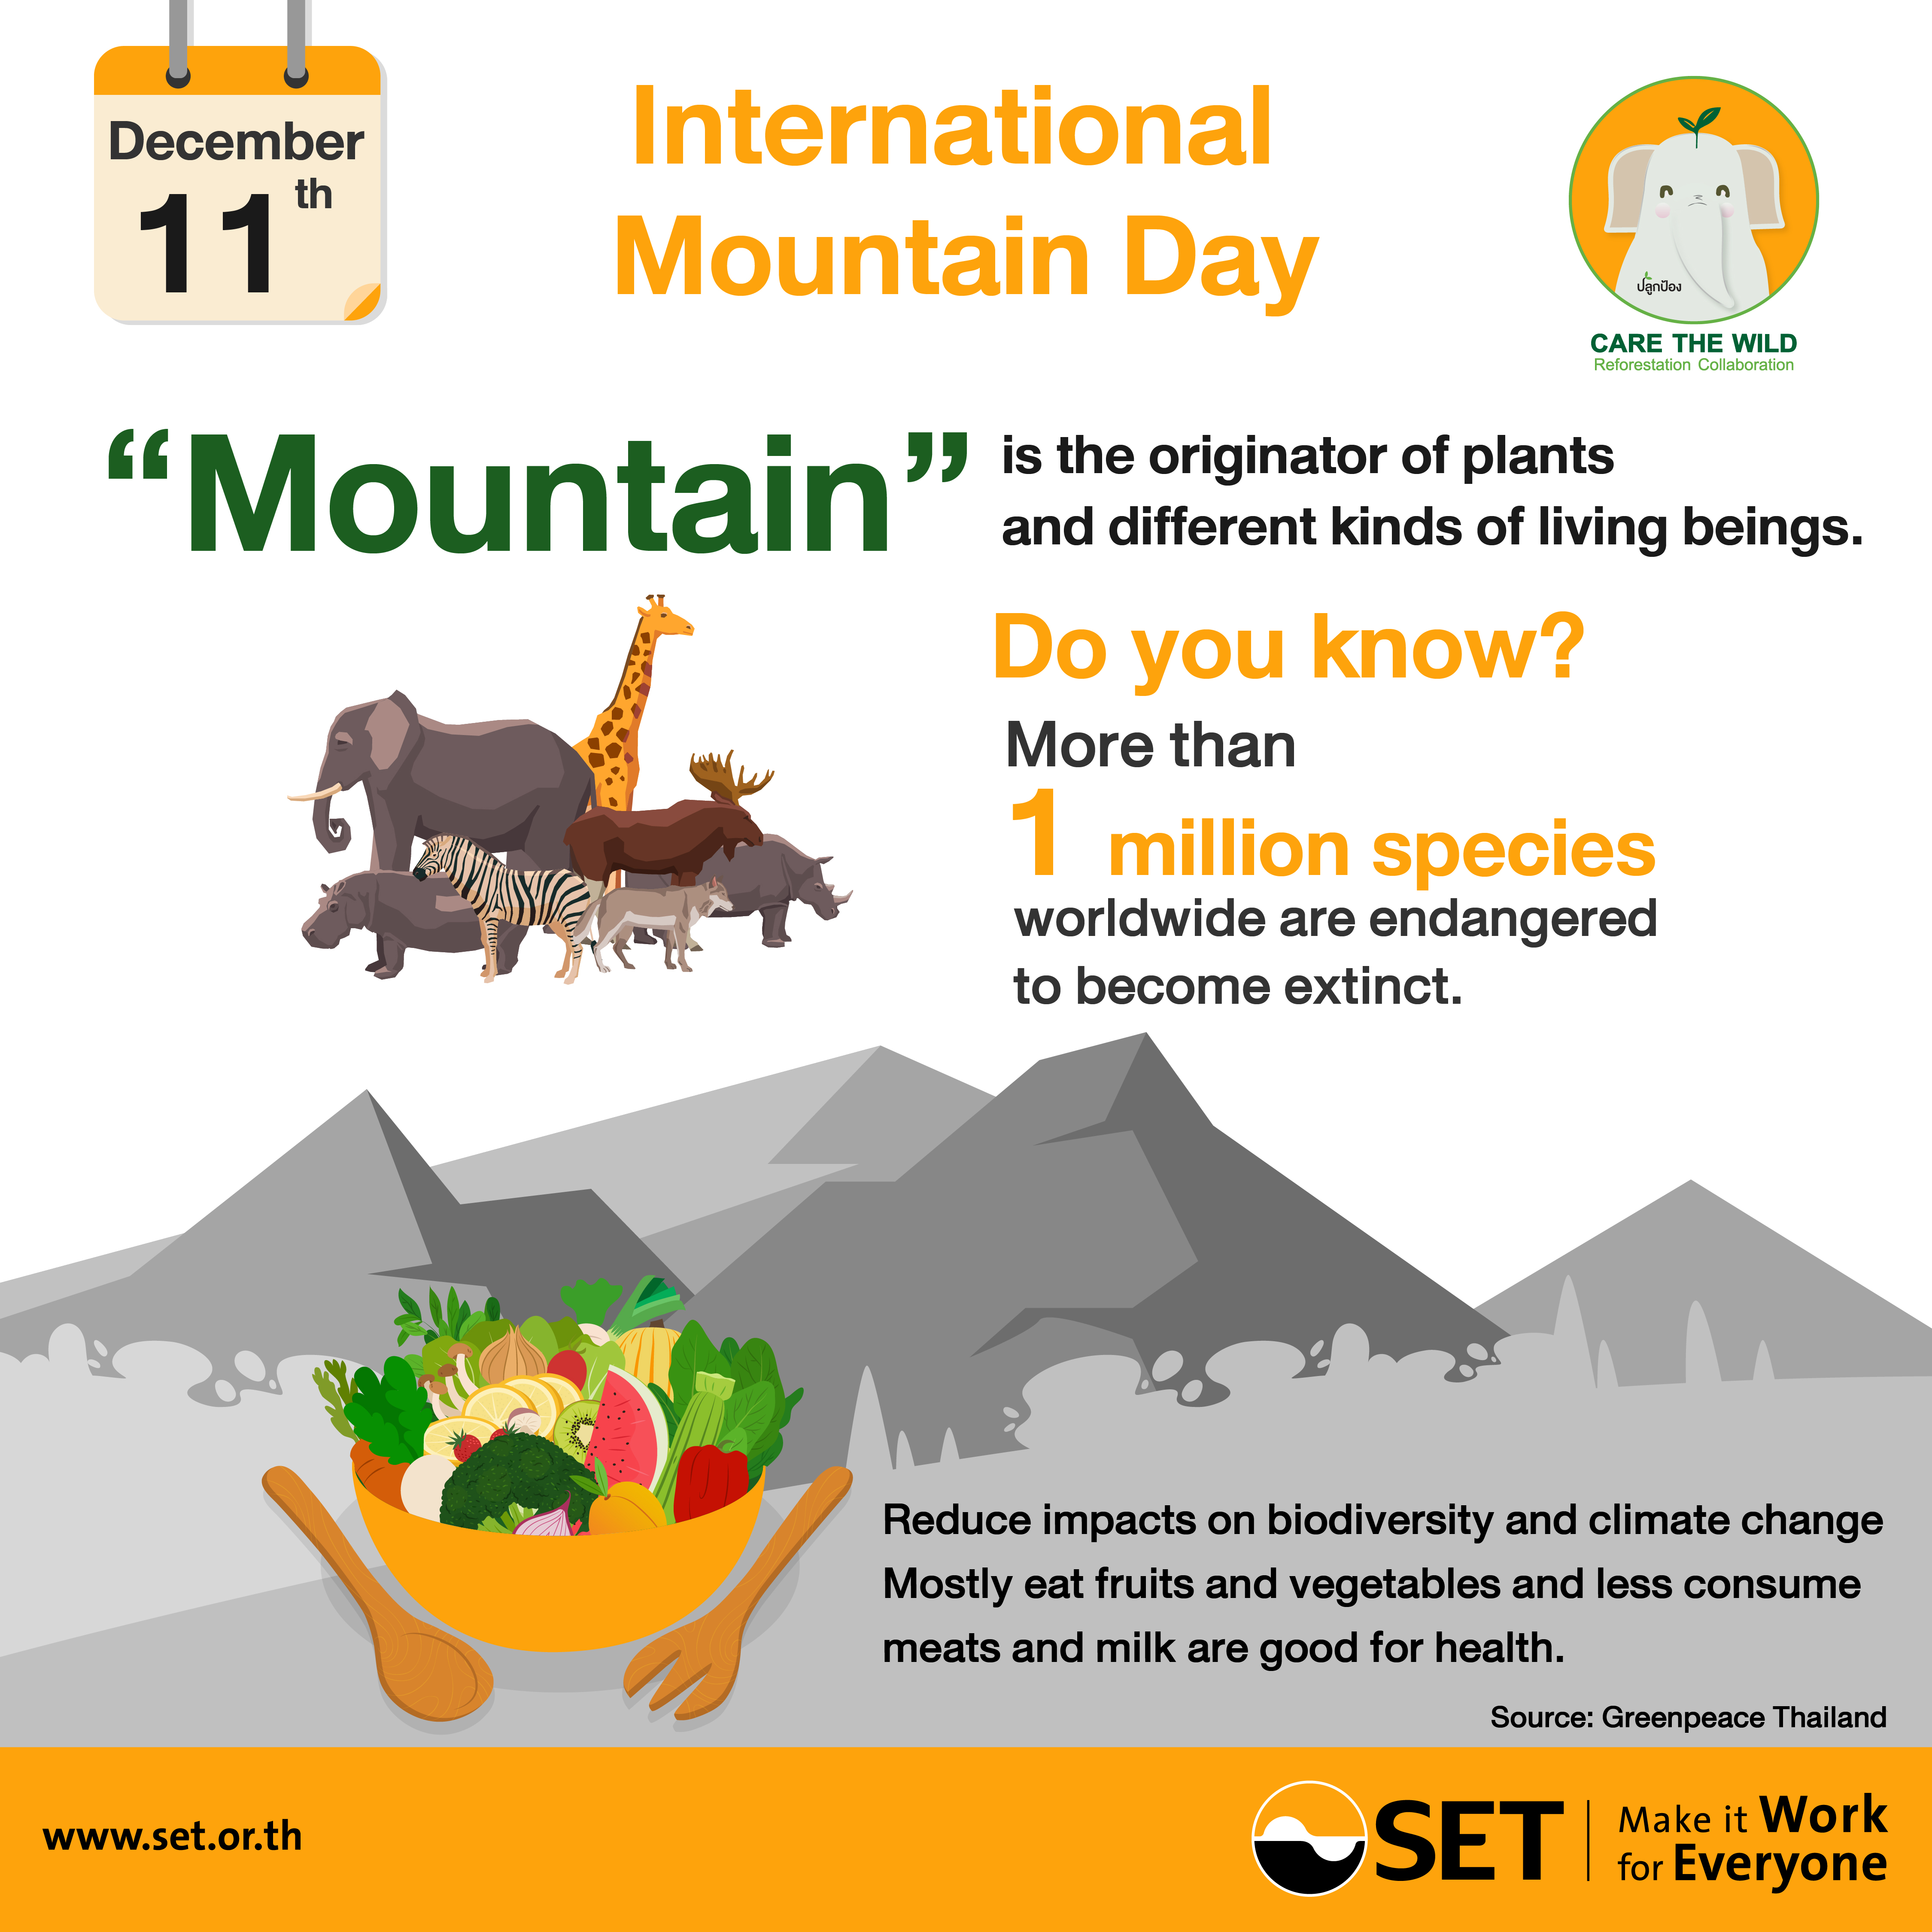 December
11th
International
Mountain Day
ปลูกป้อง
CARE THE WILD
Reforestation Collaboration
“Mountain” is the originator of plants
and different kinds of living beings.
Do you know?
More than
1 million species
worldwide are endangered
to become extinct.
Reduce impacts on biodiversity and climate change
Mostly eat fruits and vegetables and less consume
meats and milk are good for health.
Source: Greenpeace Thailand
www.set.or.th
SET
Make it Work
for Everyone